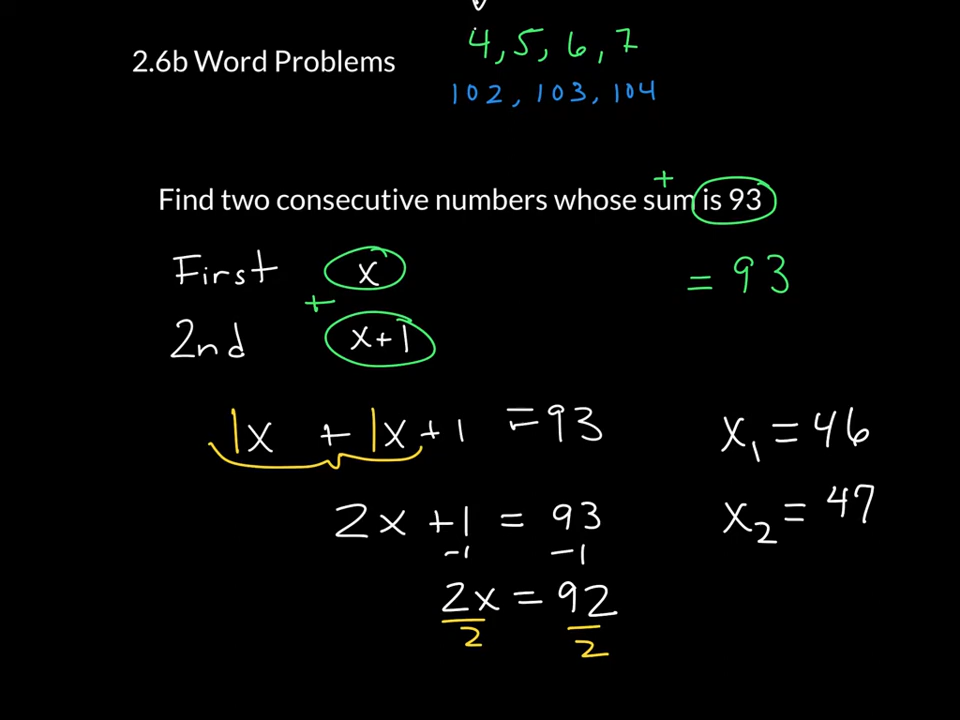 4, 5, 6, 7
2.6b Word Problems
102, 103, 104
+
Find two consecutive numbers whose sum is 93
First x = 93
+
2nd x+1
1x + 1x + 1 = 93 x₁ = 46
2x + 1 = 93 x₂ = 47
-1 -1
2x = 92
2 2